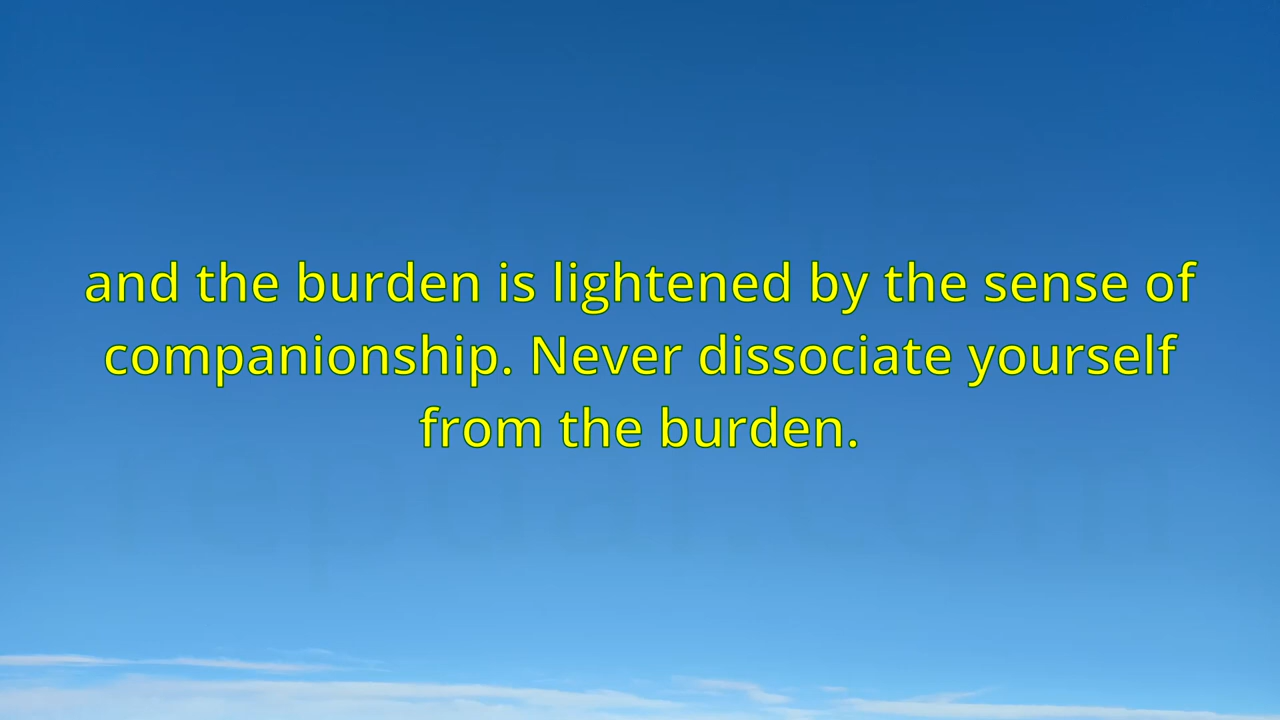 and the burden is lightened by the sense of
companionship. Never dissociate yourself
from the burden.